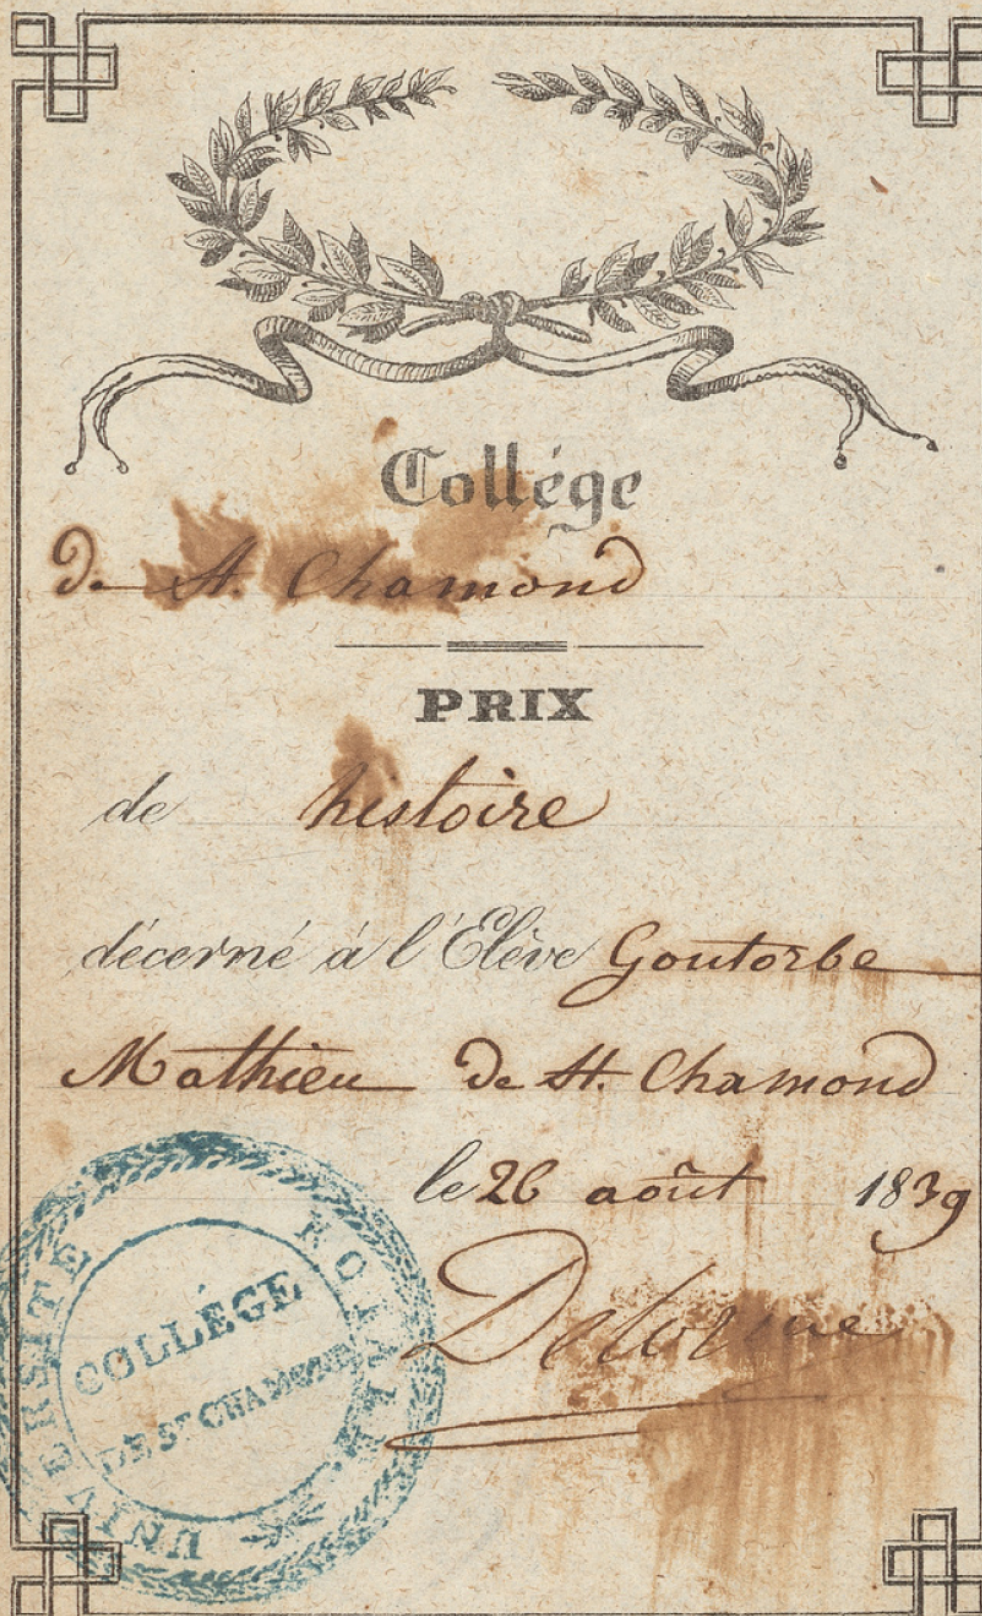 Collége
de St. Chamond
PRIX
de histoire
décerné à l'Elève Goutorbe
Mathieu de St. Chamond
le 26 août 1839
Delorme
UNIVERSITÉ ROYALE
COLLÉGE
DE ST CHAMOND